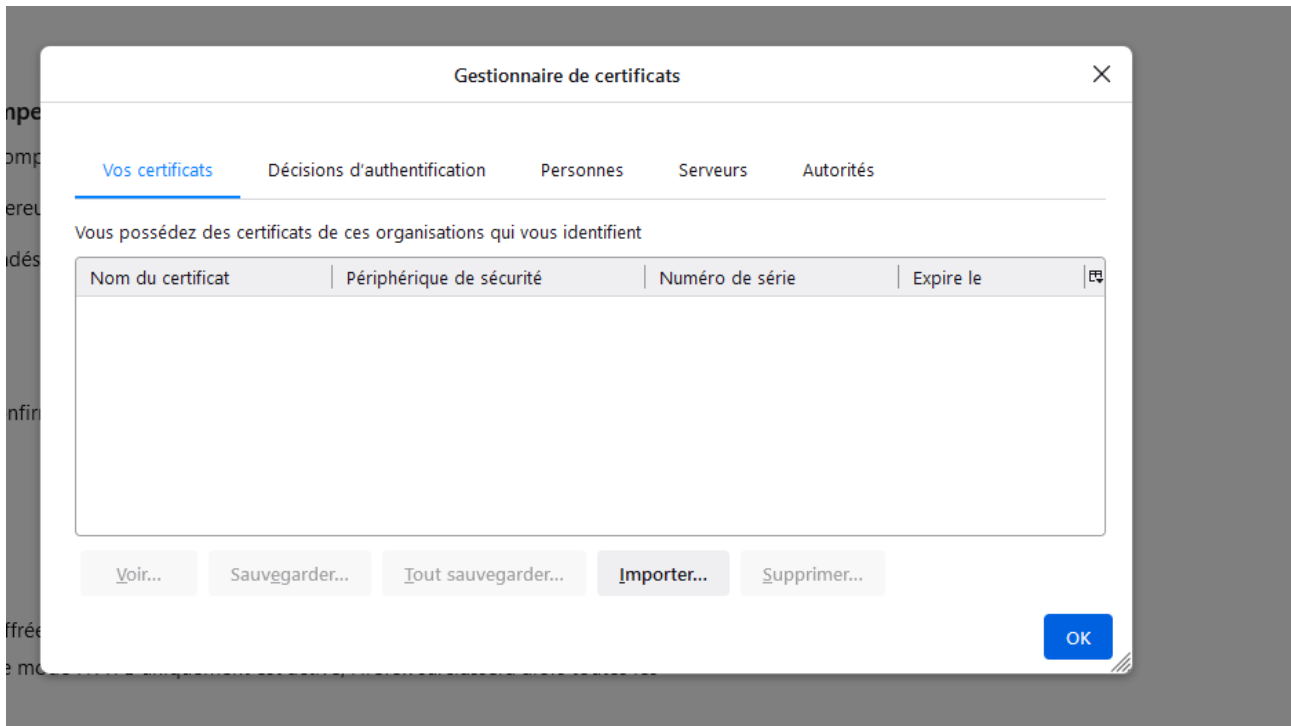 Gestionnaire de certificats
Vos certificats Décisions d'authentification Personnes Serveurs Autorités
Vous possédez des certificats de ces organisations qui vous identifient
Nom du certificat Périphérique de sécurité Numéro de série Expire le
Voir... Sauvegarder... Tout sauvegarder... Importer... Supprimer...
OK